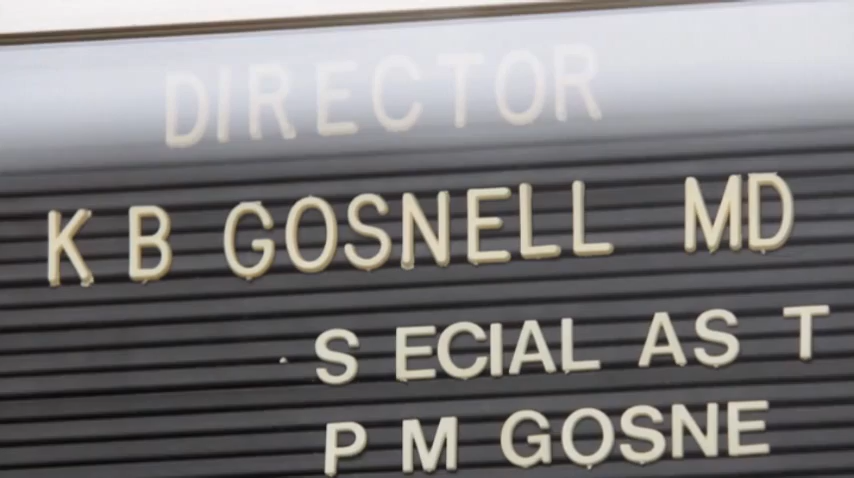 DIRECTOR
K B GOSNELL MD
S ECIAL AS T
P M GOSNE